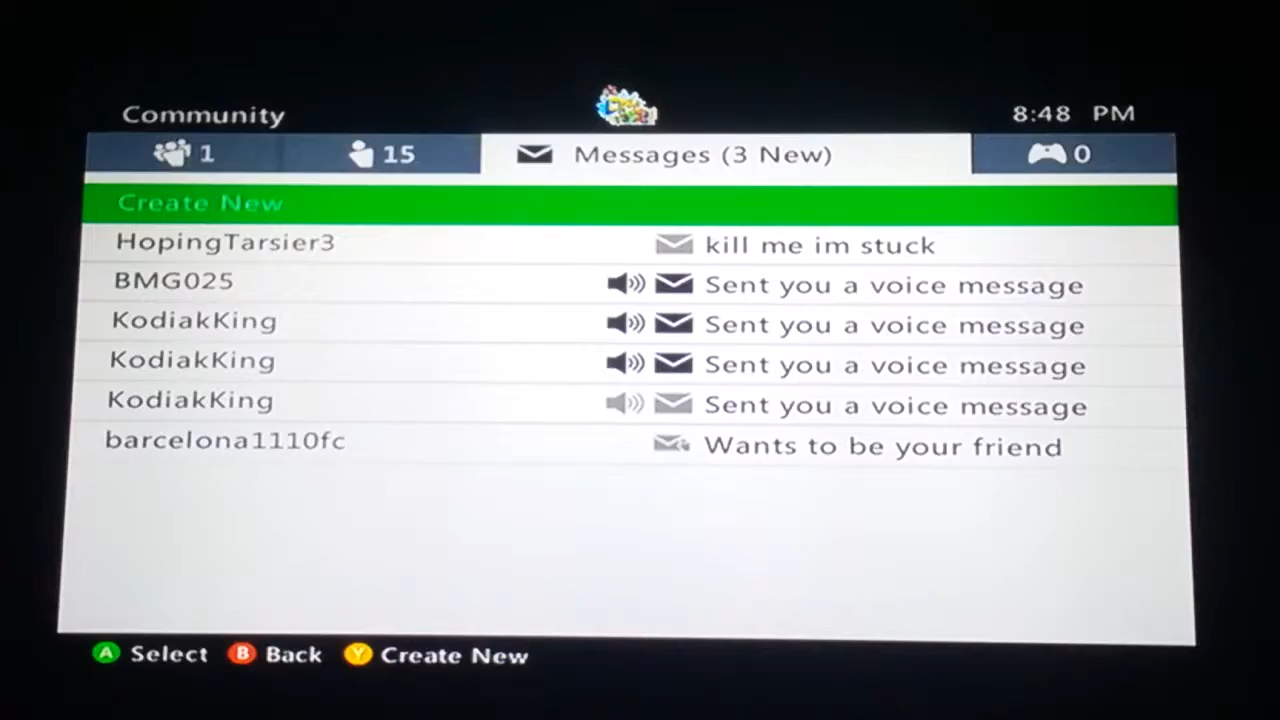 Community 8:48 PM
1 15 Messages (3 New) 0
Create New
HopingTarsier3 kill me im stuck
BMG025 Sent you a voice message
KodiakKing Sent you a voice message
KodiakKing Sent you a voice message
KodiakKing Sent you a voice message
barcelona1110fc Wants to be your friend
A Select B Back Y Create New